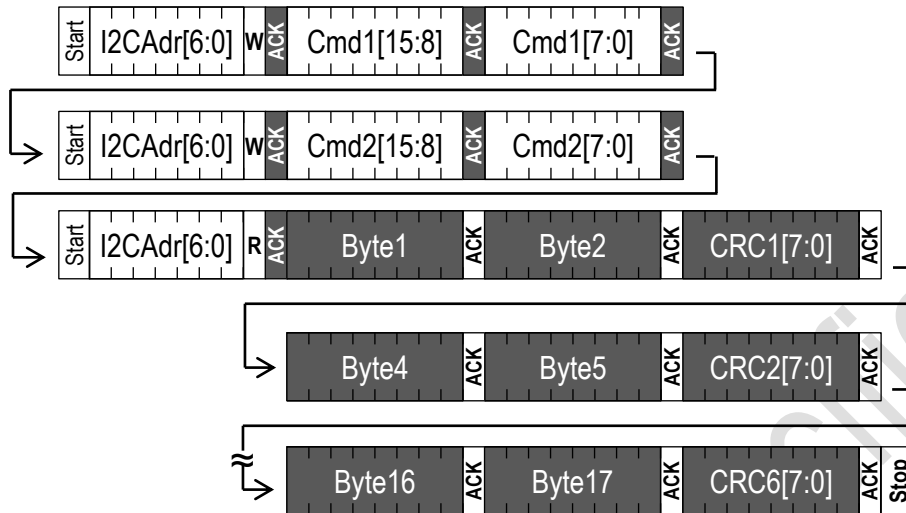 Start I2CAdr[6:0] W ACK Cmd1[15:8] ACK Cmd1[7:0] ACK
Start I2CAdr[6:0] W ACK Cmd2[15:8] ACK Cmd2[7:0] ACK
Start I2CAdr[6:0] R ACK Byte1 ACK Byte2 ACK CRC1[7:0] ACK
Byte4 ACK Byte5 ACK CRC2[7:0] ACK
Byte16 ACK Byte17 ACK CRC6[7:0] ACK Stop